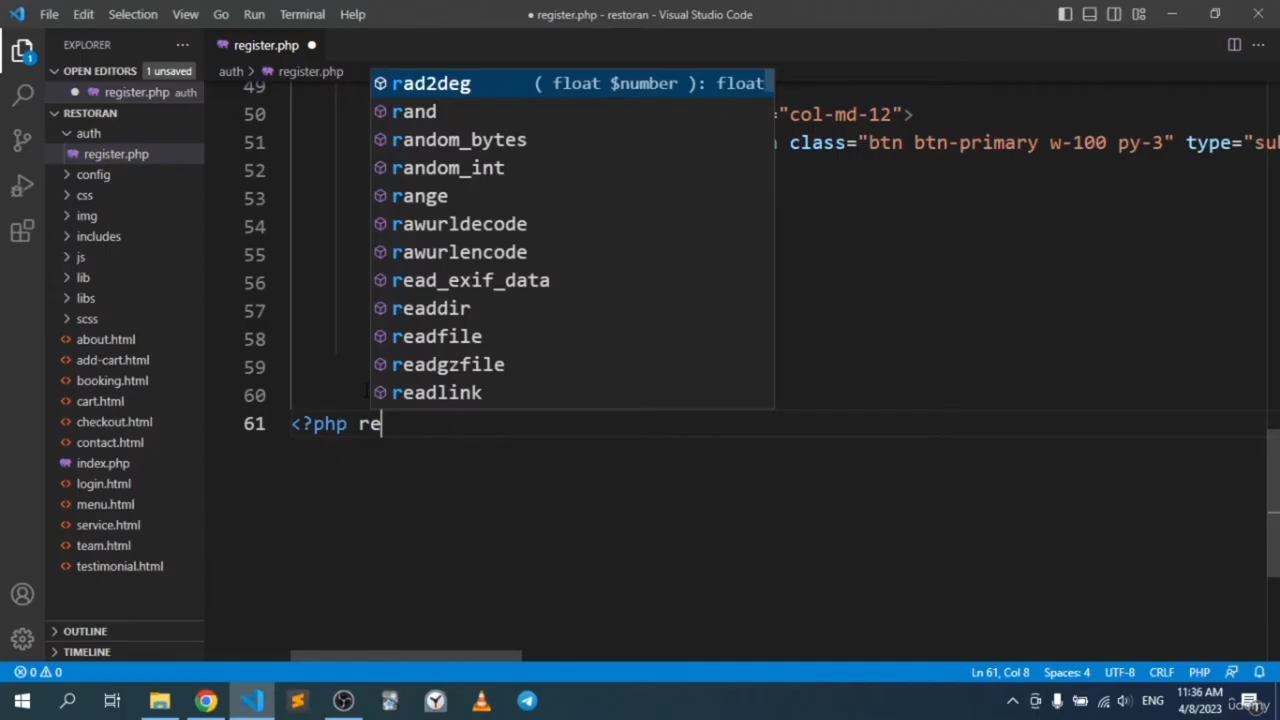 File Edit Selection View Go Run Terminal Help
● register.php - restoran - Visual Studio Code
EXPLORER
register.php
OPEN EDITORS 1 unsaved
register.php auth
RESTORAN
auth
register.php
config
css
img
includes
js
lib
libs
scss
about.html
add-cart.html
booking.html
cart.html
checkout.html
contact.html
index.php
login.html
menu.html
service.html
team.html
testimonial.html
OUTLINE
TIMELINE
1
auth > register.php
49
50 ="col-md-12">
51 class="btn btn-primary w-100 py-3" type="su
52
53
54
55
56
57
58
59
60
61 <?php re
rad2deg ( float $number ): float
rand
random_bytes
random_int
range
rawurldecode
rawurlencode
read_exif_data
readdir
readfile
readgzfile
readlink
0 0 Ln 61, Col 8 Spaces: 4 UTF-8 CRLF PHP
ENG 11:36 AM
4/8/2023
udemy